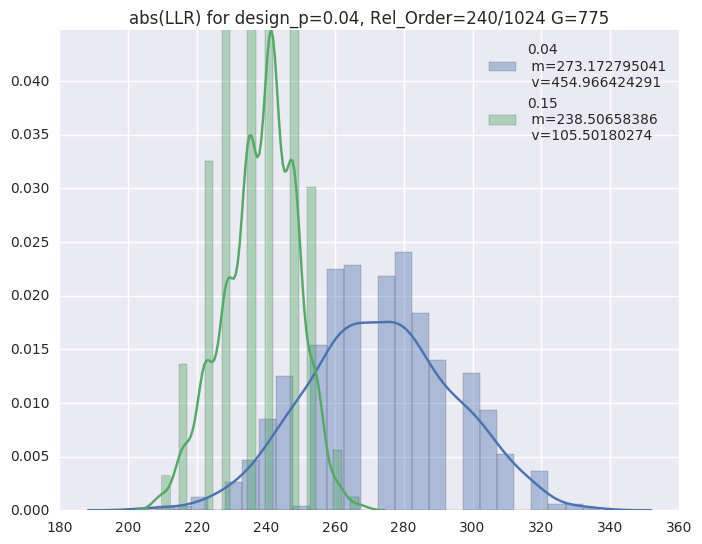 abs(LLR) for design_p=0.04, Rel_Order=240/1024 G=775
0.04
m=273.172795041
v=454.966424291
0.15
m=238.50658386
v=105.50180274
0.040
0.035
0.030
0.025
0.020
0.015
0.010
0.005
0.000
180 200 220 240 260 280 300 320 340 360